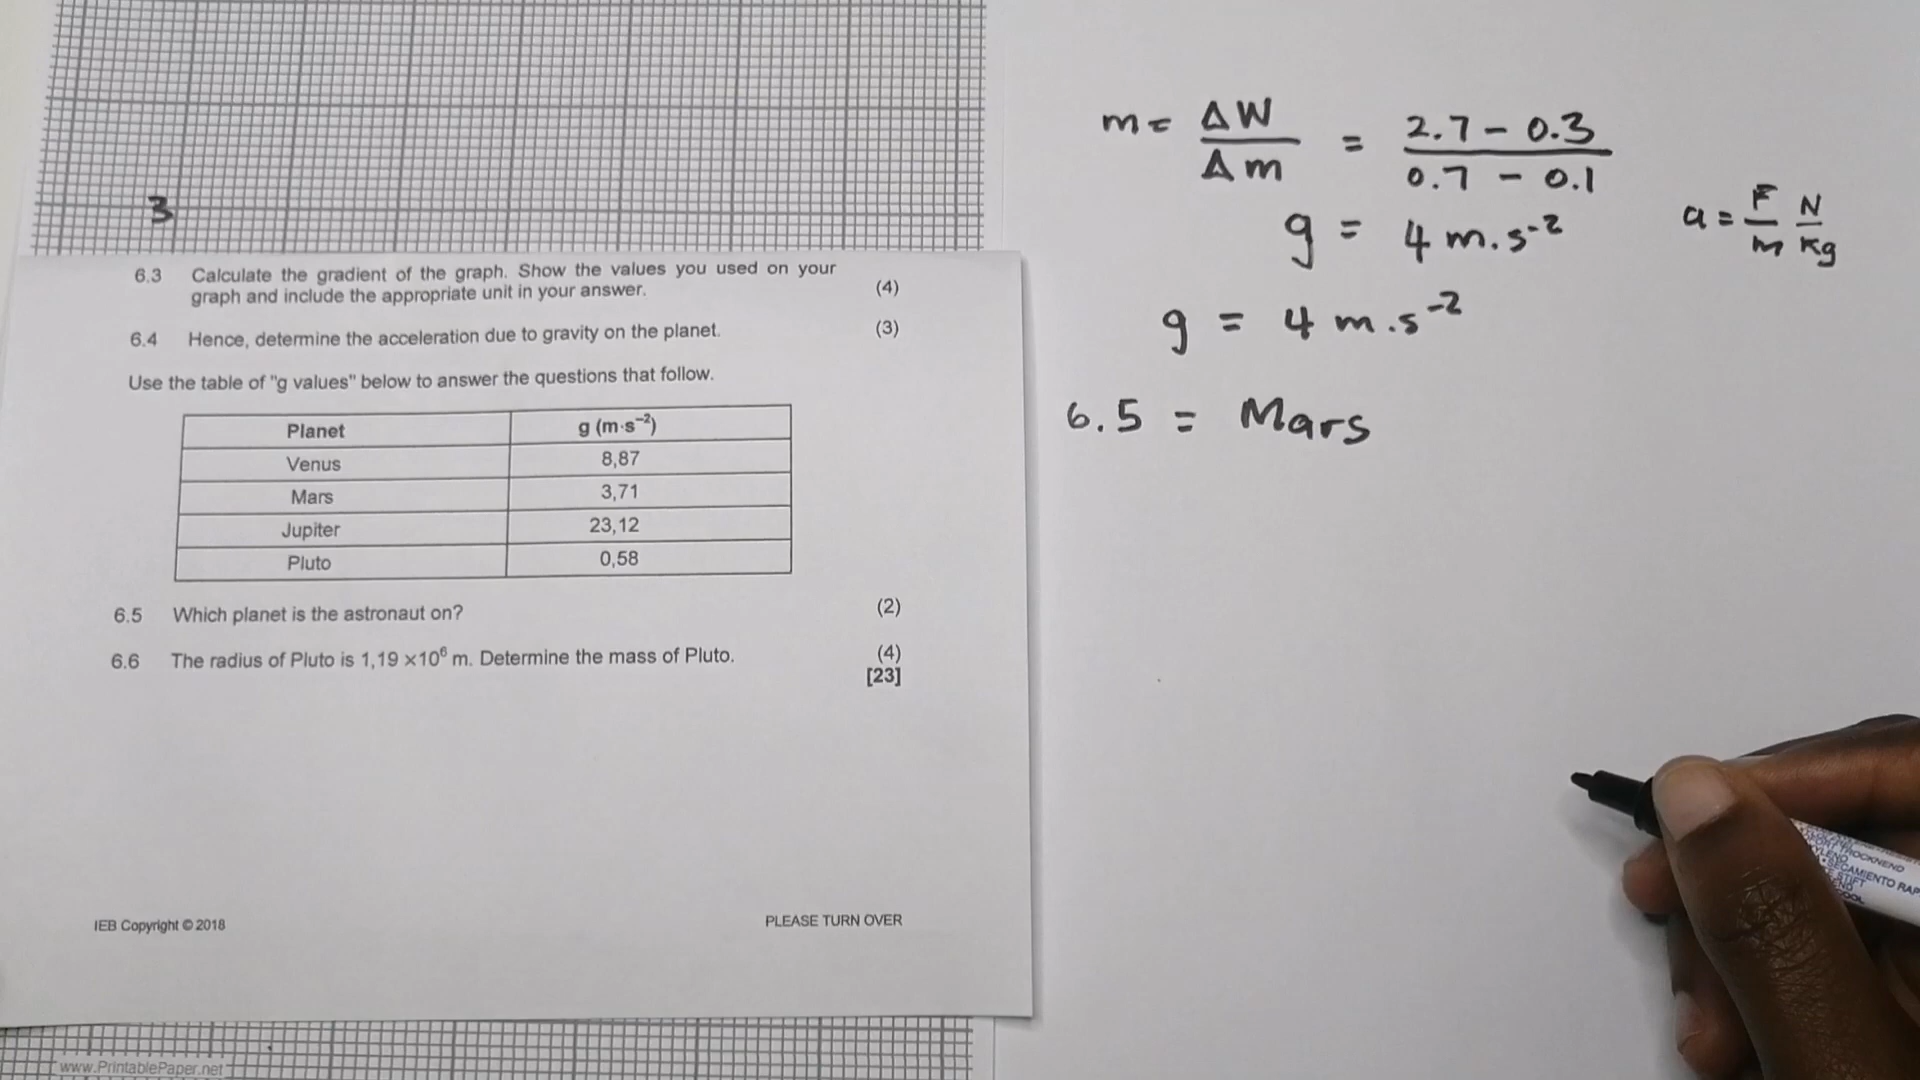 3
6.3 Calculate the gradient of the graph. Show the values you used on your
graph and include the appropriate unit in your answer. (4)
6.4 Hence, determine the acceleration due to gravity on the planet. (3)
Use the table of "g values" below to answer the questions that follow.
Planet g (m·s⁻²)
Venus 8,87
Mars 3,71
Jupiter 23,12
Pluto 0,58
6.5 Which planet is the astronaut on? (2)
6.6 The radius of Pluto is 1,19 ×10⁶ m. Determine the mass of Pluto. (4)
[23]
IEB Copyright © 2018 PLEASE TURN OVER
www.PrintablePaper.net
m = ΔW / Δm = 2.7 - 0.3 / 0.7 - 0.1
g = 4 m.s⁻²
a = F/m N/kg
g = 4 m.s⁻²
6.5 = Mars
SECAMIENTO RAP